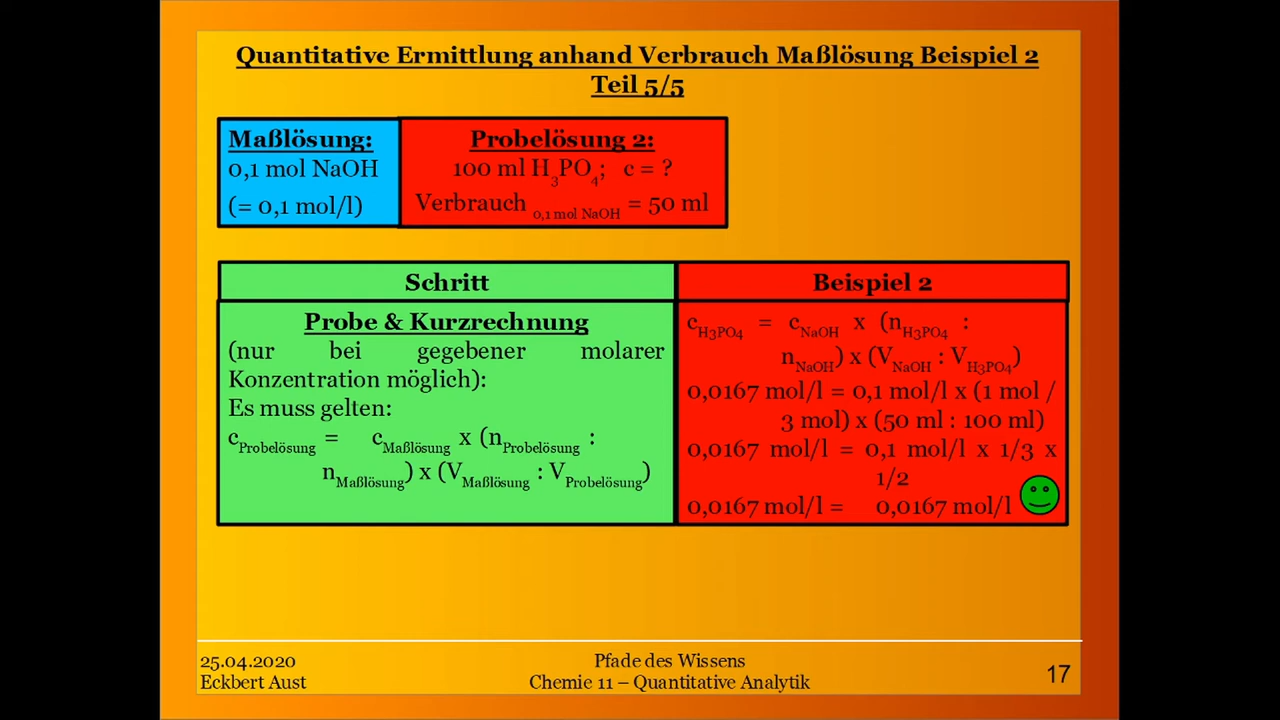 Quantitative Ermittlung anhand Verbrauch Maßlösung Beispiel 2
Teil 5/5
Maßlösung:
0,1 mol NaOH
(= 0,1 mol/l)
Probelösung 2:
100 ml H3PO4; c = ?
Verbrauch 0,1 mol NaOH = 50 ml
Schritt
Probe & Kurzrechnung
(nur bei gegebener molarer
Konzentration möglich):
Es muss gelten:
cProbelösung = cMaßlösung x (nProbelösung :
nMaßlösung) x (VMaßlösung : VProbelösung)
Beispiel 2
cH3PO4 = cNaOH x (nH3PO4 :
nNaOH) x (VNaOH : VH3PO4)
0,0167 mol/l = 0,1 mol/l x (1 mol /
3 mol) x (50 ml : 100 ml)
0,0167 mol/l = 0,1 mol/l x 1/3 x
1/2
0,0167 mol/l = 0,0167 mol/l
25.04.2020
Eckbert Aust
Pfade des Wissens
Chemie 11 – Quantitative Analytik
17